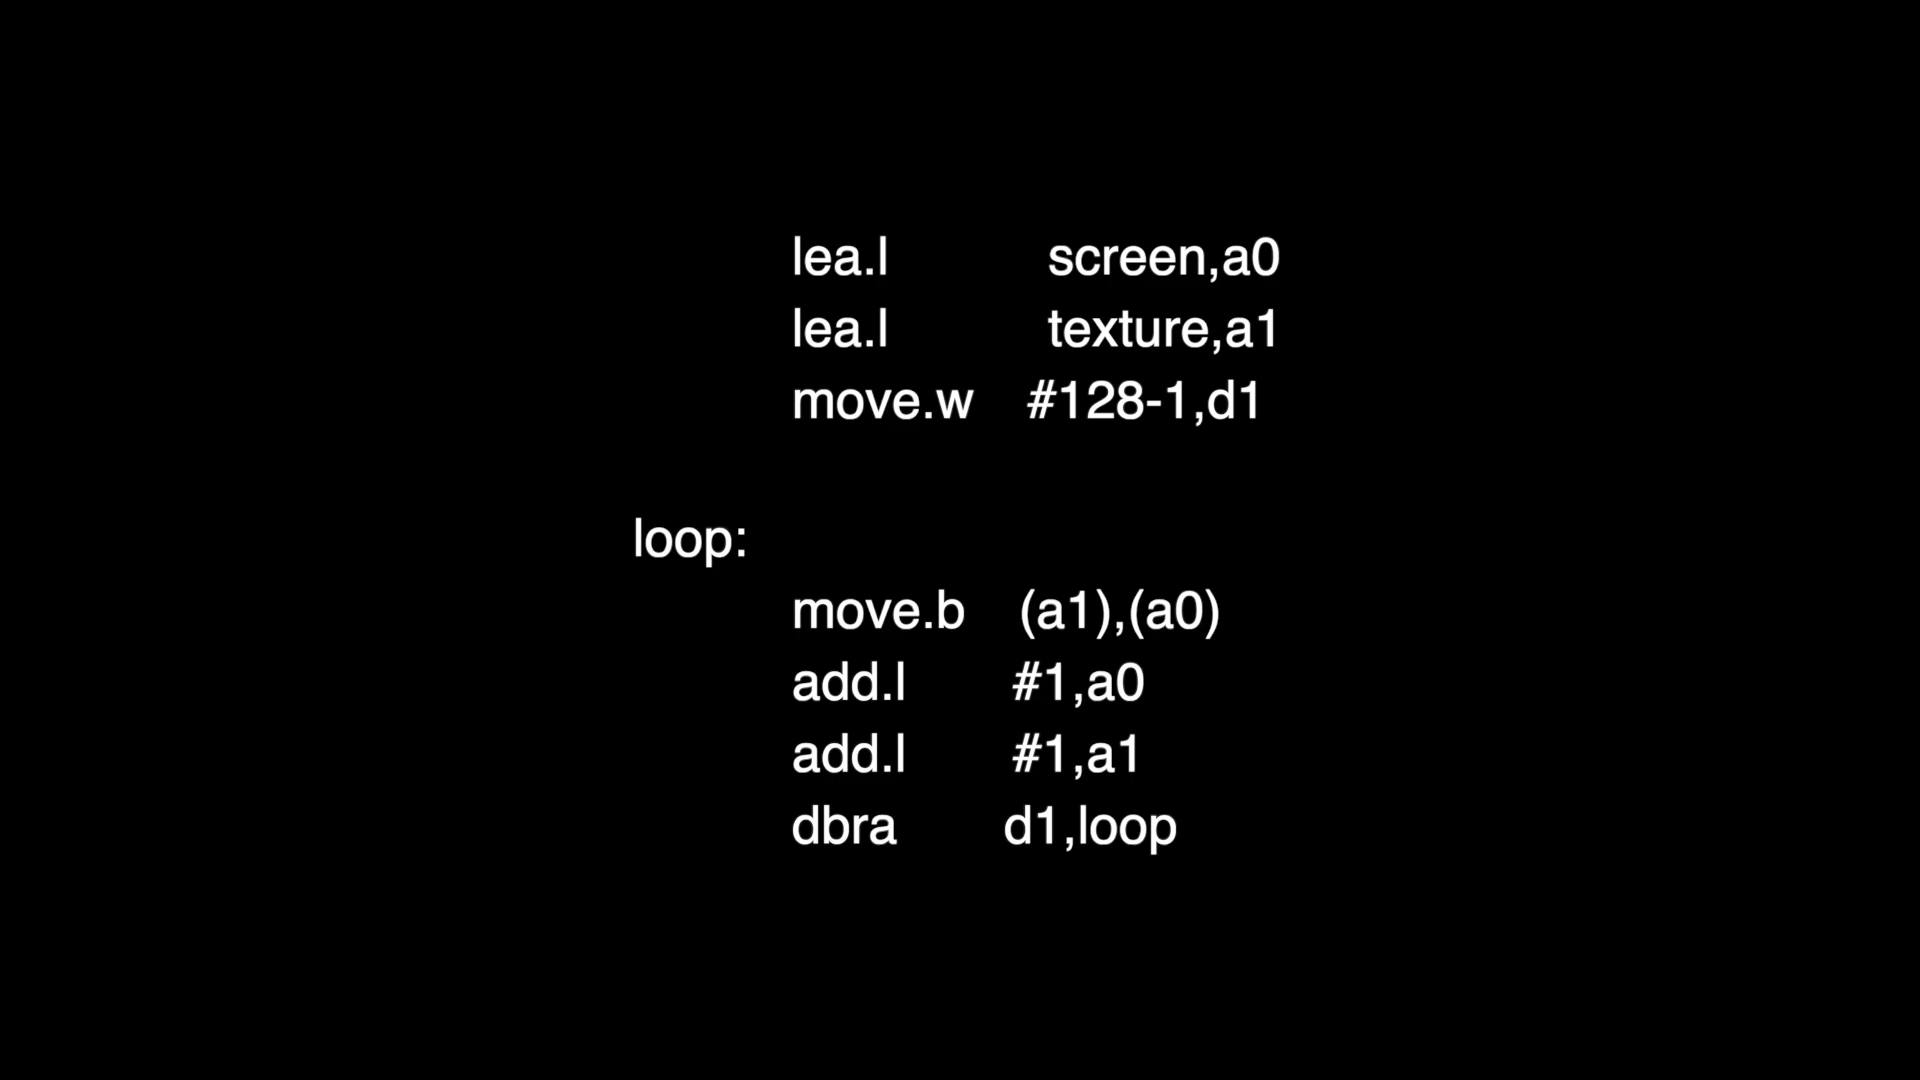 lea.l screen,a0
lea.l texture,a1
move.w #128-1,d1
loop:
move.b (a1),(a0)
add.l #1,a0
add.l #1,a1
dbra d1,loop